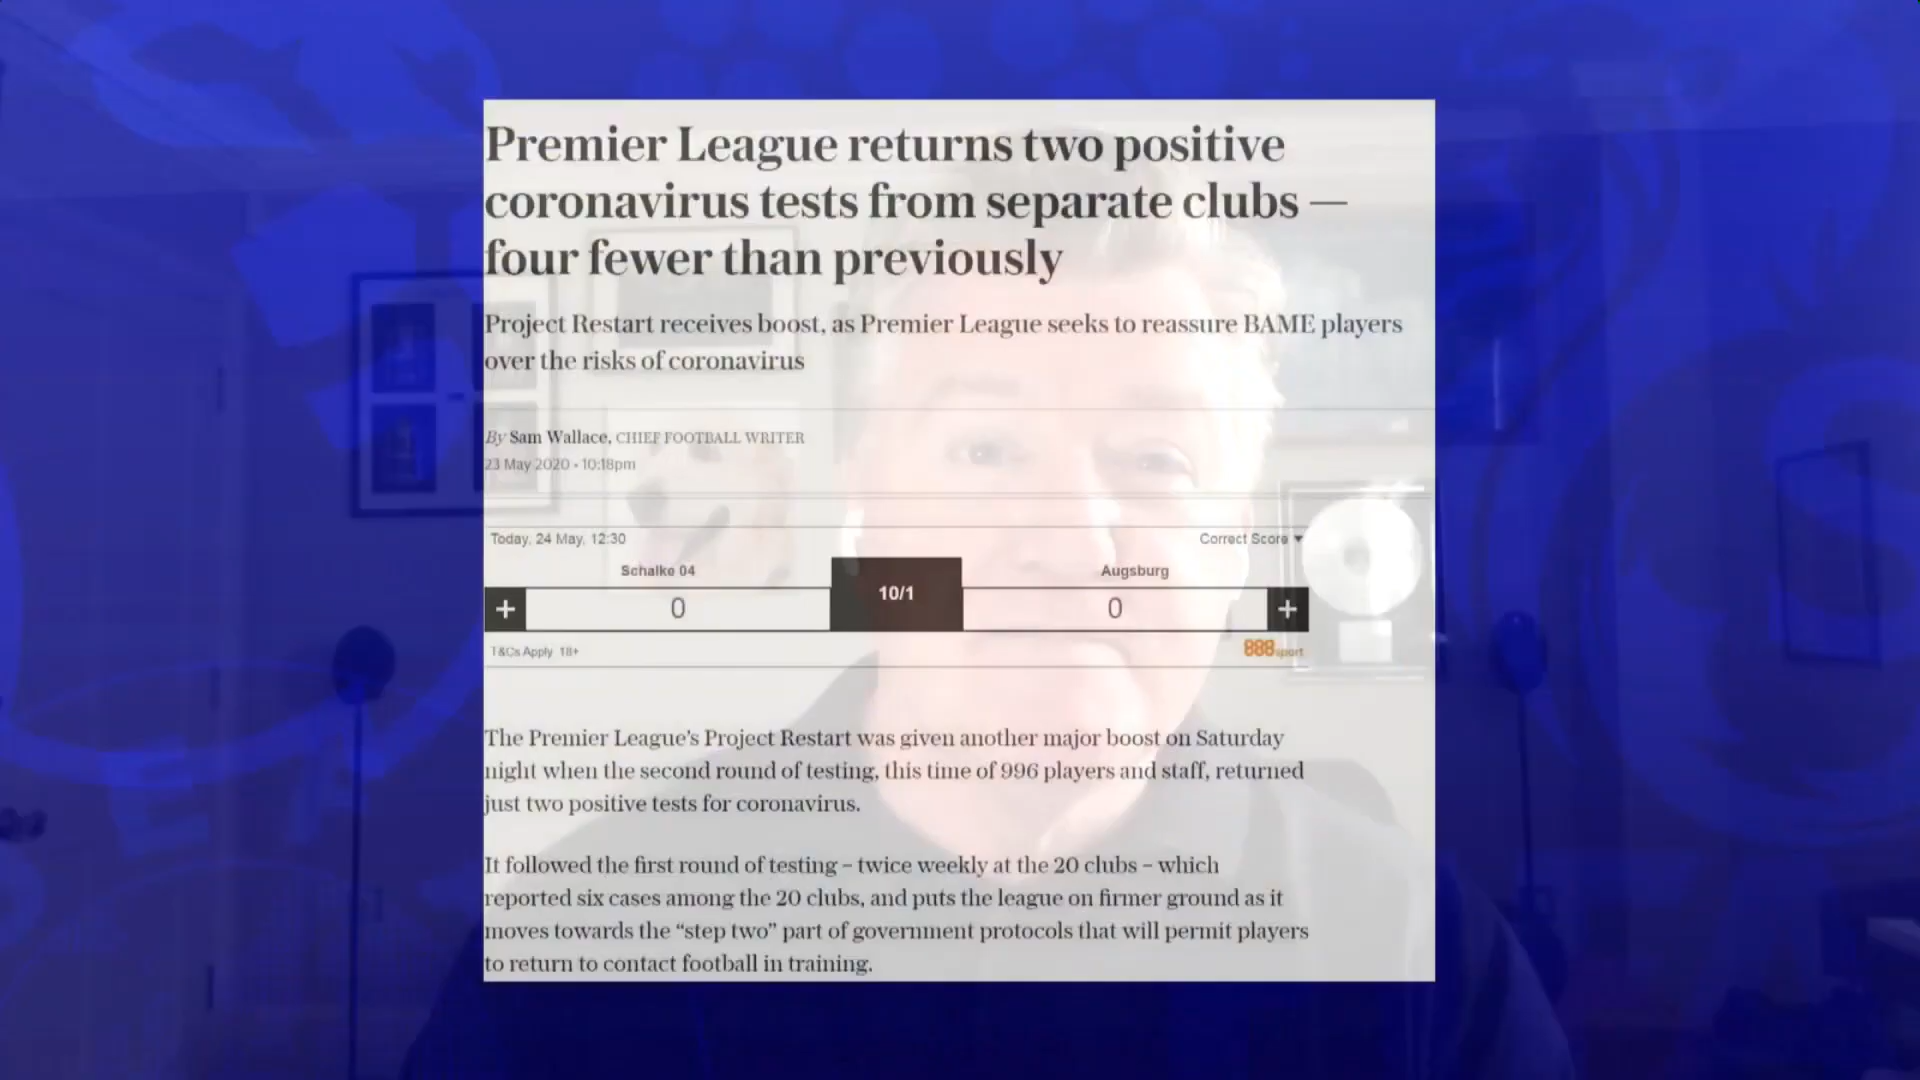 Premier League returns two positive
coronavirus tests from separate clubs —
four fewer than previously
Project Restart receives boost, as Premier League seeks to reassure BAME players
over the risks of coronavirus
By Sam Wallace, CHIEF FOOTBALL WRITER
23 May 2020 • 10:18pm
Today, 24 May, 12:30 Correct Score ▼
Schalke 04 Augsburg
+ 0 10/1 0 +
T&Cs Apply 18+ 888sport
The Premier League's Project Restart was given another major boost on Saturday
night when the second round of testing, this time of 996 players and staff, returned
just two positive tests for coronavirus.
It followed the first round of testing – twice weekly at the 20 clubs – which
reported six cases among the 20 clubs, and puts the league on firmer ground as it
moves towards the “step two” part of government protocols that will permit players
to return to contact football in training.